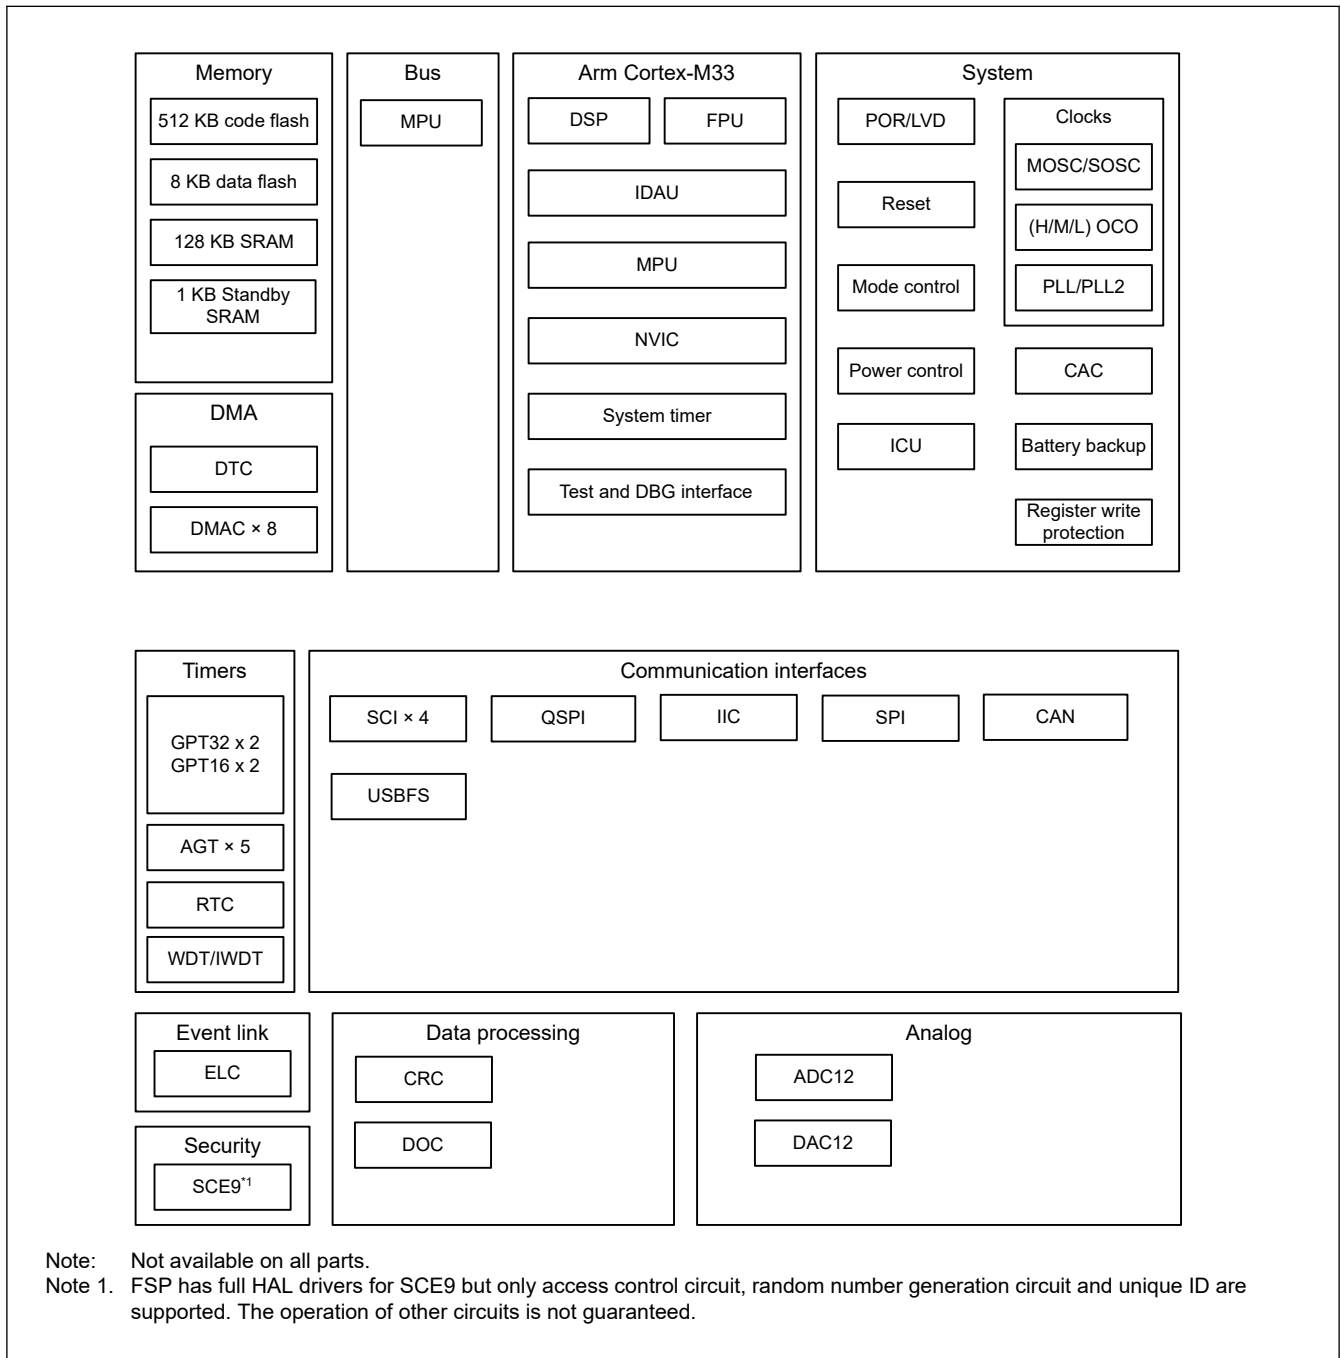 Memory
512 KB code flash
8 KB data flash
128 KB SRAM
1 KB Standby
SRAM
DMA
DTC
DMAC × 8
Bus
MPU
Arm Cortex-M33
DSP
FPU
IDAU
MPU
NVIC
System timer
Test and DBG interface
System
POR/LVD
Reset
Mode control
Power control
ICU
Clocks
MOSC/SOSC
(H/M/L) OCO
PLL/PLL2
CAC
Battery backup
Register write
protection
Timers
GPT32 x 2
GPT16 x 2
AGT × 5
RTC
WDT/IWDT
Communication interfaces
SCI × 4
QSPI
IIC
SPI
CAN
USBFS
Event link
ELC
Security
SCE9*1
Data processing
CRC
DOC
Analog
ADC12
DAC12
Note: Not available on all parts.
Note 1. FSP has full HAL drivers for SCE9 but only access control circuit, random number generation circuit and unique ID are
supported. The operation of other circuits is not guaranteed.